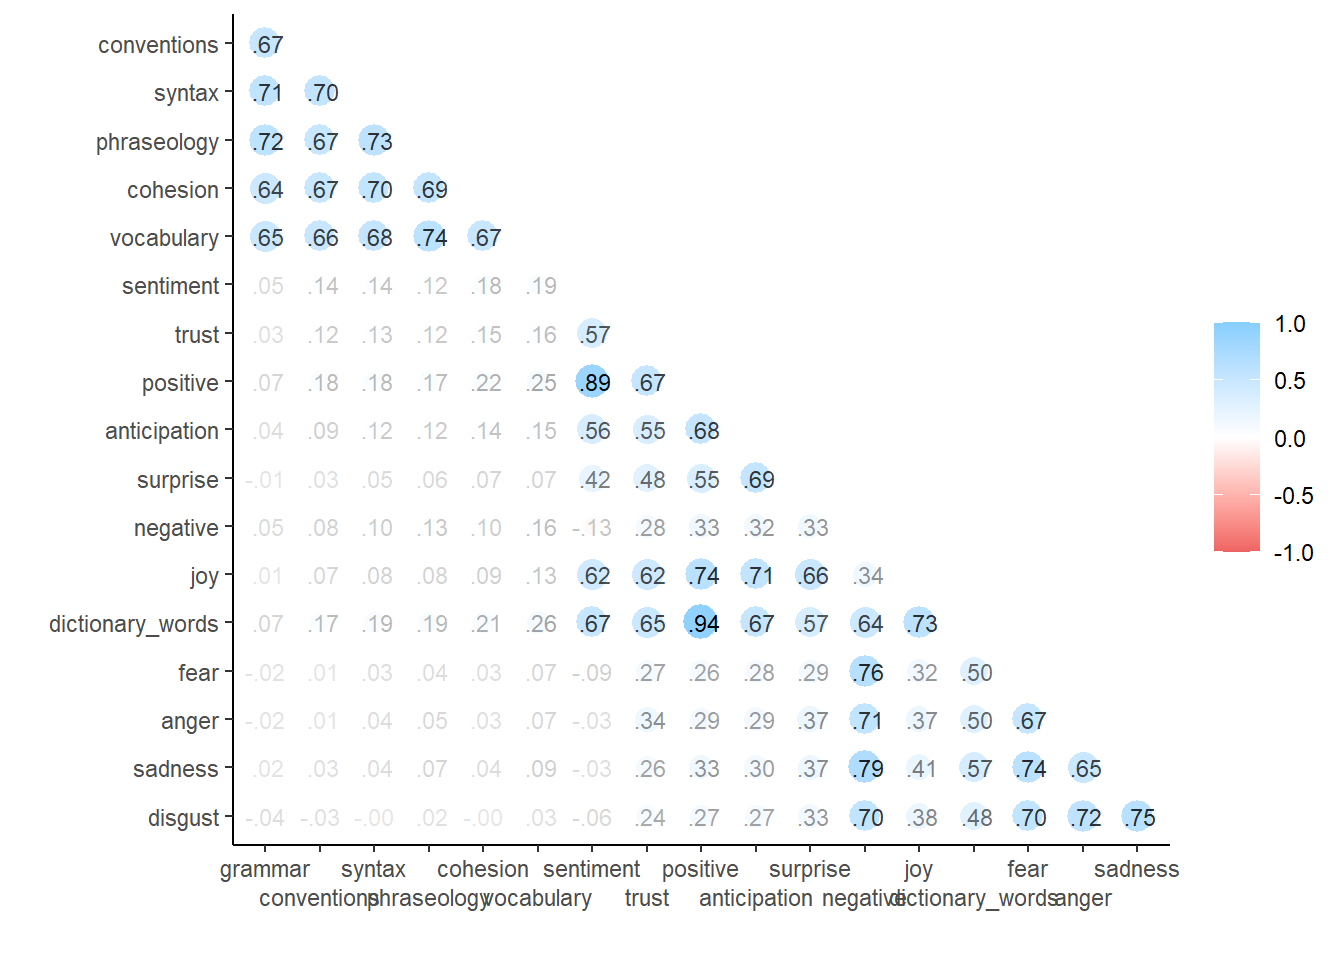 conventions .67
syntax .71 .70
phraseology .72 .67 .73
cohesion .64 .67 .70 .69
vocabulary .65 .66 .68 .74 .67
sentiment .05 .14 .14 .12 .18 .19
trust .03 .12 .13 .12 .15 .16 .57
positive .07 .18 .18 .17 .22 .25 .89 .67
anticipation .04 .09 .12 .12 .14 .15 .56 .55 .68
surprise -.01 .03 .05 .06 .07 .07 .42 .48 .55 .69
negative .05 .08 .10 .13 .10 .16 -.13 .28 .33 .32 .33
joy .01 .07 .08 .08 .09 .13 .62 .62 .74 .71 .66 .34
dictionary_words .07 .17 .19 .19 .21 .26 .67 .65 .94 .67 .57 .64 .73
fear -.02 .01 .03 .04 .03 .07 -.09 .27 .26 .28 .29 .76 .32 .50
anger -.02 .01 .04 .05 .03 .07 -.03 .34 .29 .29 .37 .71 .37 .50 .67
sadness .02 .03 .04 .07 .04 .09 -.03 .26 .33 .30 .37 .79 .41 .57 .74 .65
disgust -.04 -.03 -.00 .02 -.00 .03 -.06 .24 .27 .27 .33 .70 .38 .48 .70 .72 .75
grammar syntax cohesion sentiment positive surprise joy fear sadness
conventions phraseology vocabulary trust anticipation negative dictionary_words anger
1.0
0.5
0.0
-0.5
-1.0